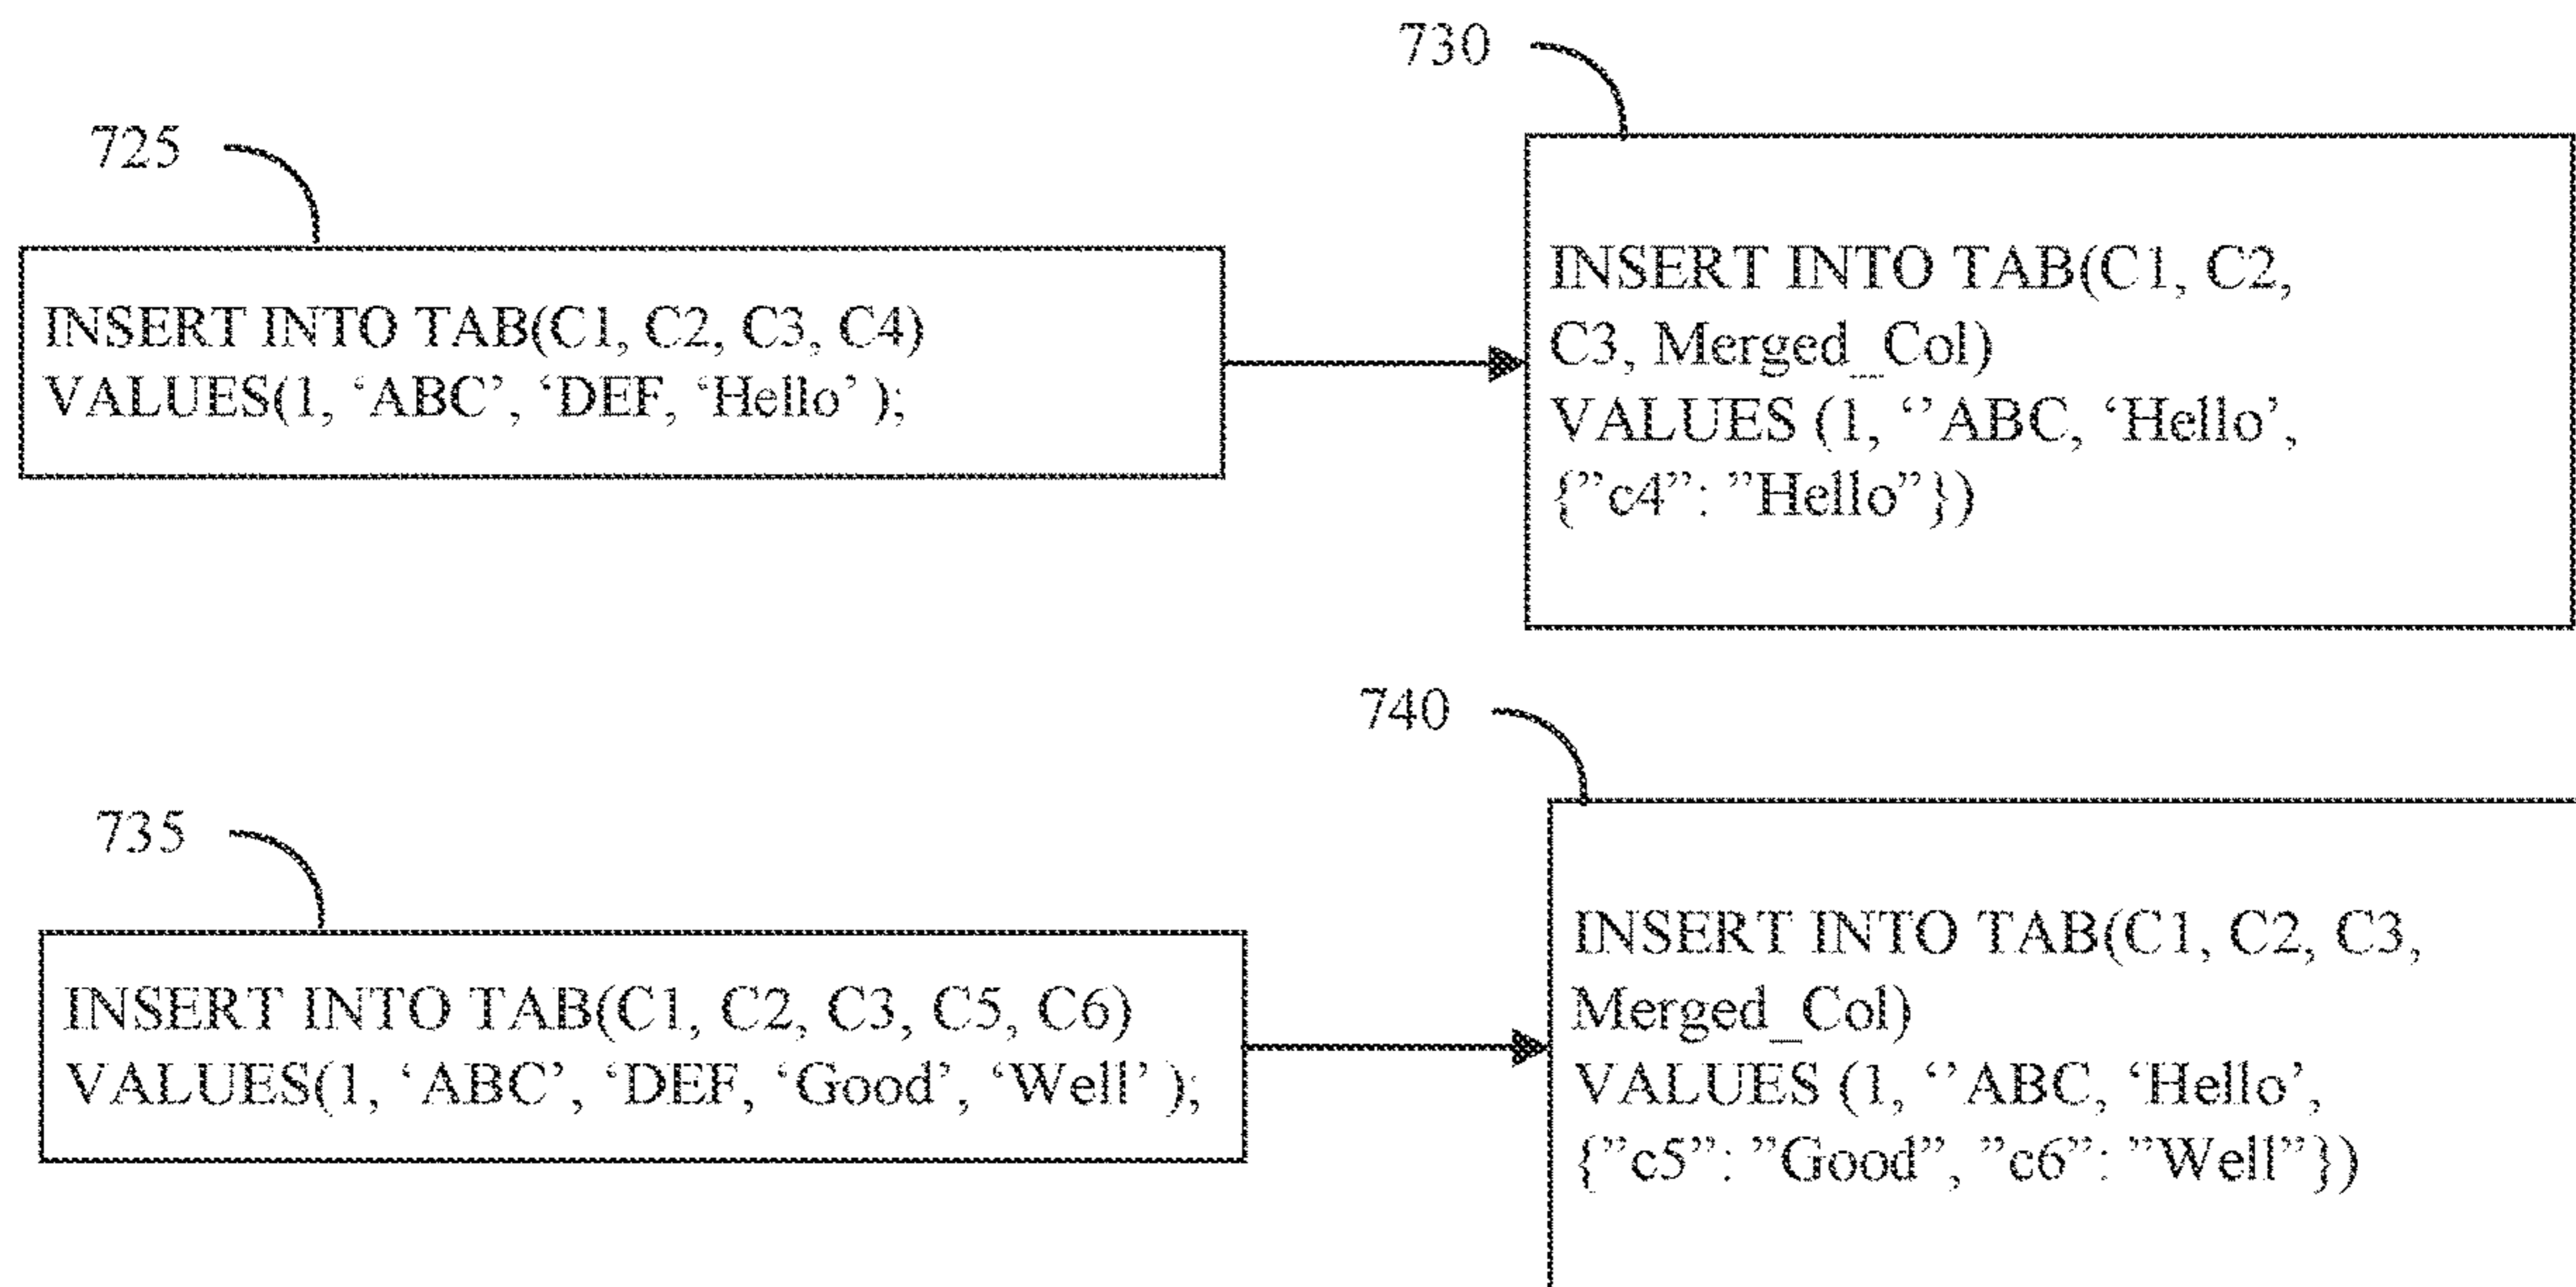 730
725
INSERT INTO TAB(C1, C2, C3, C4)
VALUES(1, ‘ABC’, ‘DEF, ‘Hello’ );
INSERT INTO TAB(C1, C2,
C3, Merged_Col)
VALUES (1, ‘’ABC, ‘Hello’,
{”c4”: ”Hello”})
740
735
INSERT INTO TAB(C1, C2, C3, C5, C6)
VALUES(1, ‘ABC’, ‘DEF, ‘Good’, ‘Well’ );
INSERT INTO TAB(C1, C2, C3,
Merged_Col)
VALUES (1, ‘’ABC, ‘Hello’,
{”c5”: ”Good”, ”c6”: ”Well”})